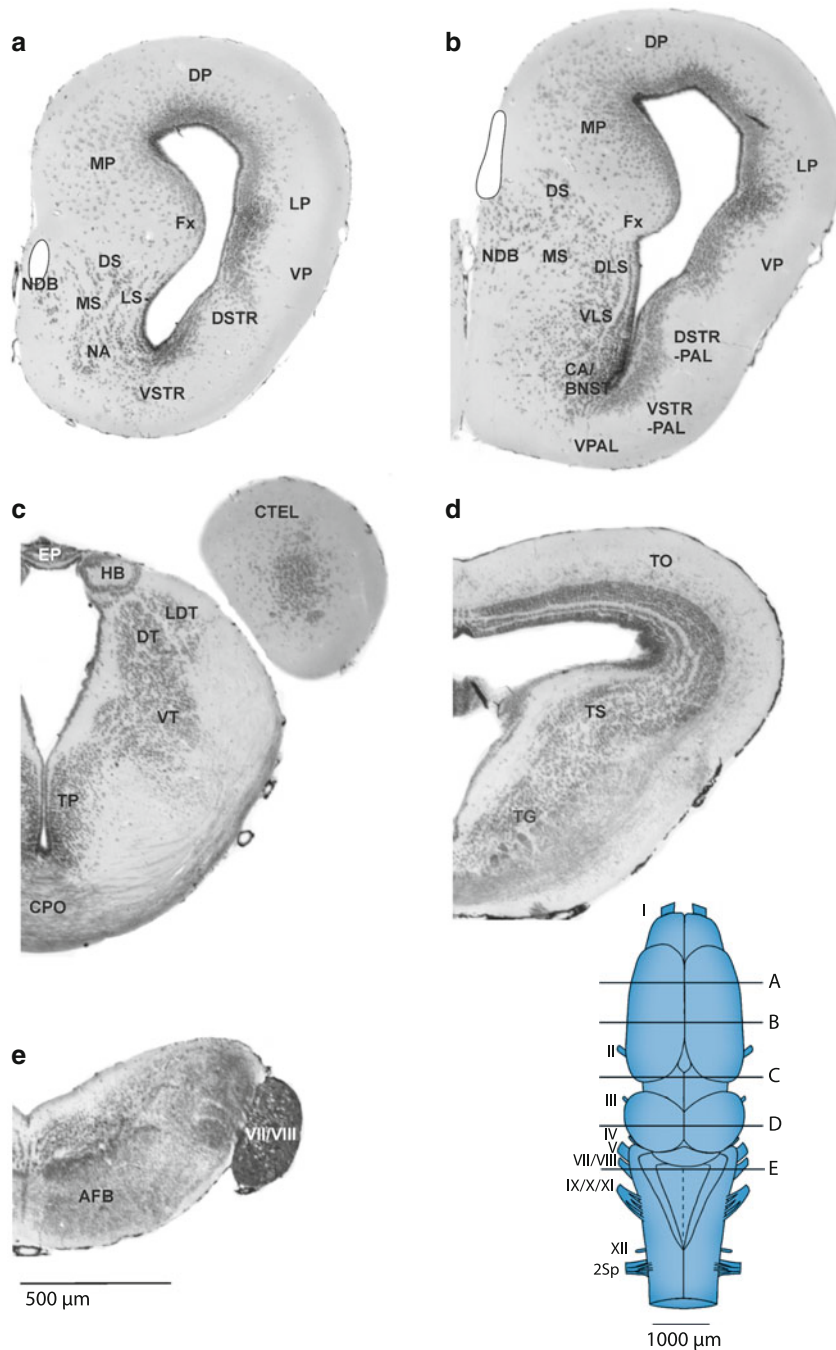 a
DP
MP
LP
Fx
DS
VP
NDB
MS
LS
DSTR
NA
VSTR
b
DP
MP
LP
DS
Fx
NDB
MS
DLS
VP
VLS
DSTR
-PAL
CA/
BNST
VSTR
-PAL
VPAL
c
CTEL
EP
HB
LDT
DT
VT
TP
CPO
d
TO
TS
TG
e
VII/VIII
AFB
500 µm
I
A
B
II
C
III
D
IV
V
VII/VIII
E
IX/X/XI
XII
2Sp
1000 µm